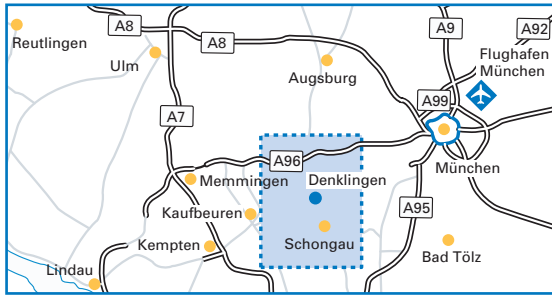 A8
A9
A92
Reutlingen
A8
Ulm
Flughafen
München
Augsburg
A99
A7
A96
München
Memmingen
Denklingen
Kaufbeuren
A95
Schongau
Kempten
Bad Tölz
Lindau